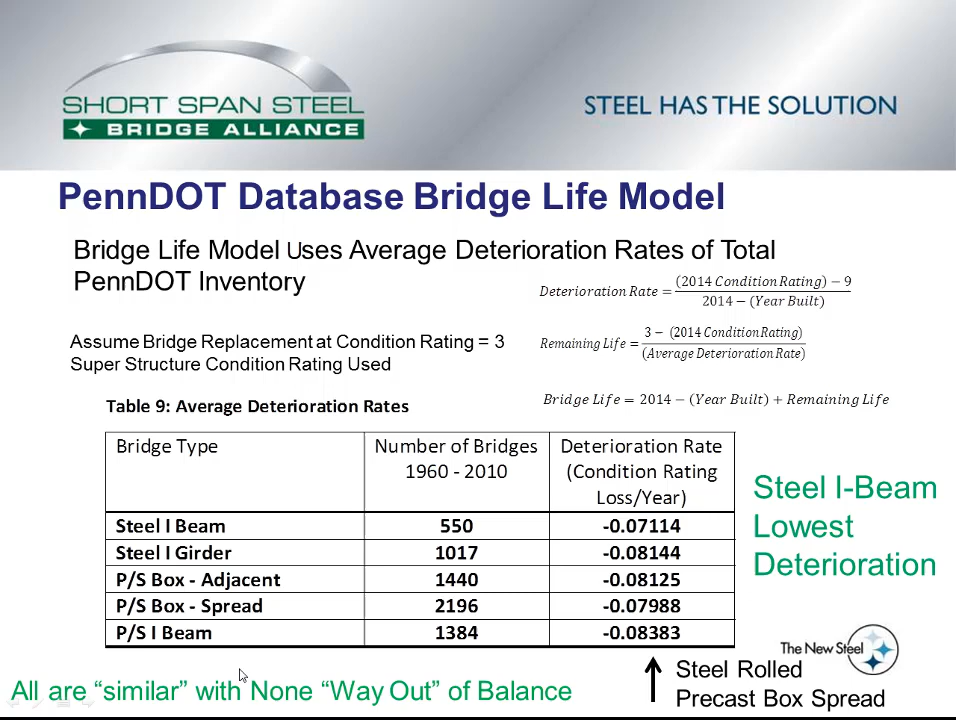 SHORT SPAN STEEL
BRIDGE ALLIANCE
STEEL HAS THE SOLUTION
PennDOT Database Bridge Life Model
Bridge Life Model Uses Average Deterioration Rates of Total
PennDOT Inventory
Deterioration Rate = (2014 Condition Rating) − 9 / 2014 − (Year Built)
Assume Bridge Replacement at Condition Rating = 3
Super Structure Condition Rating Used
Remaining Life = 3 − (2014 Condition Rating) / (Average Deterioration Rate)
Bridge Life = 2014 − (Year Built) + Remaining Life
Table 9: Average Deterioration Rates
Bridge Type Number of Bridges Deterioration Rate
1960 - 2010 (Condition Rating
Loss/Year)
Steel I Beam 550 -0.07114
Steel I Girder 1017 -0.08144
P/S Box - Adjacent 1440 -0.08125
P/S Box - Spread 2196 -0.07988
P/S I Beam 1384 -0.08383
Steel I-Beam
Lowest
Deterioration
The New Steel
Steel Rolled
Precast Box Spread
All are “similar” with None “Way Out” of Balance